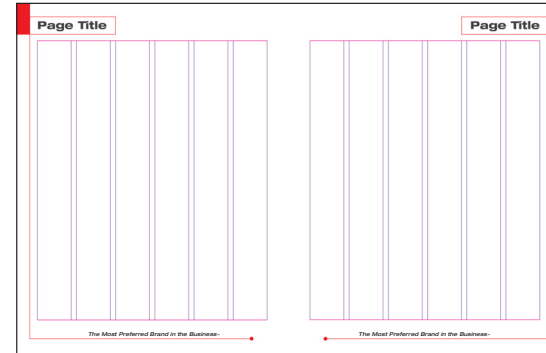 Page Title
Page Title
The Most Preferred Brand in the Business-
The Most Preferred Brand in the Business-